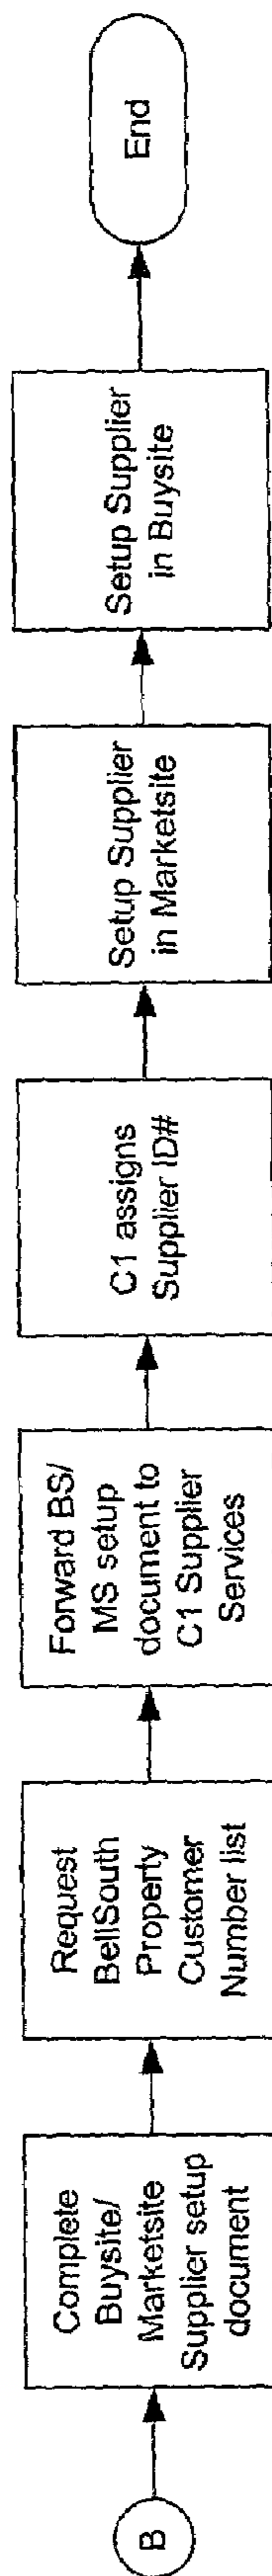 B
Complete
Buysite/
Marketsite
Supplier setup
document
Request
BellSouth
Property
Customer
Number list
Forward BS/
MS setup
document to
C1 Supplier
Services
C1 assigns
Supplier ID#
Setup Supplier
in Marketsite
Setup Supplier
in Buysite
End